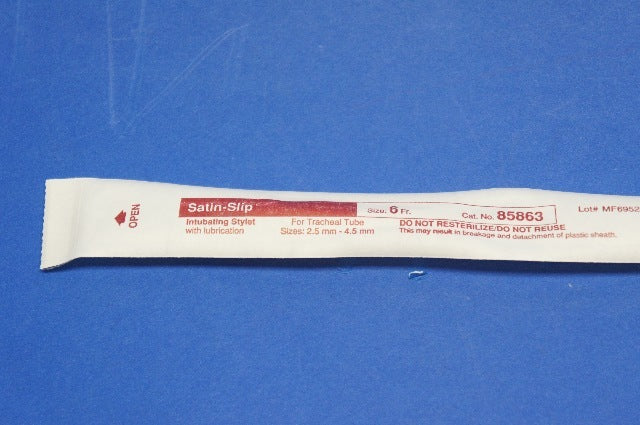 OPEN
Satin-Slip
Intubating Stylet
with lubrication
For Tracheal Tube
Sizes: 2.5 mm - 4.5 mm
Size: 6 Fr.
Cat. No. 85863
DO NOT RESTERILIZE/DO NOT REUSE
This may result in breakage and detachment of plastic sheath.
Lot# MF6952